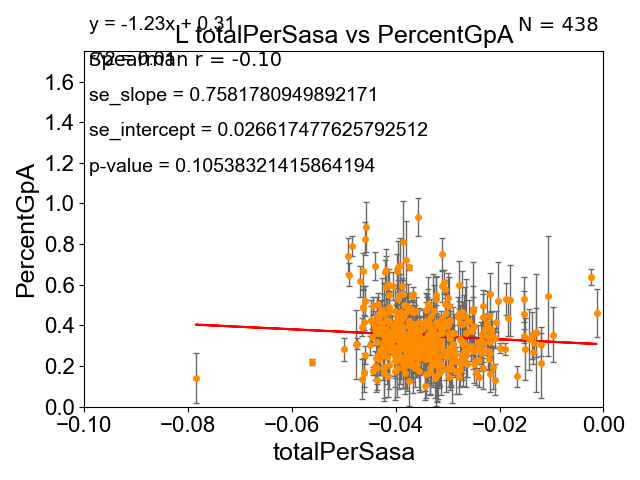 y = -1.23x + 0.31
N = 438
L totalPerSasa vs PercentGpA
Spearman r = -0.10
se_slope = 0.7581780949892171
se_intercept = 0.026617477625792512
p-value = 0.10538321415864194
PercentGpA
1.6
1.4
1.2
1.0
0.8
0.6
0.4
0.2
0.0
−0.10 −0.08 −0.06 −0.04 −0.02 0.00
totalPerSasa